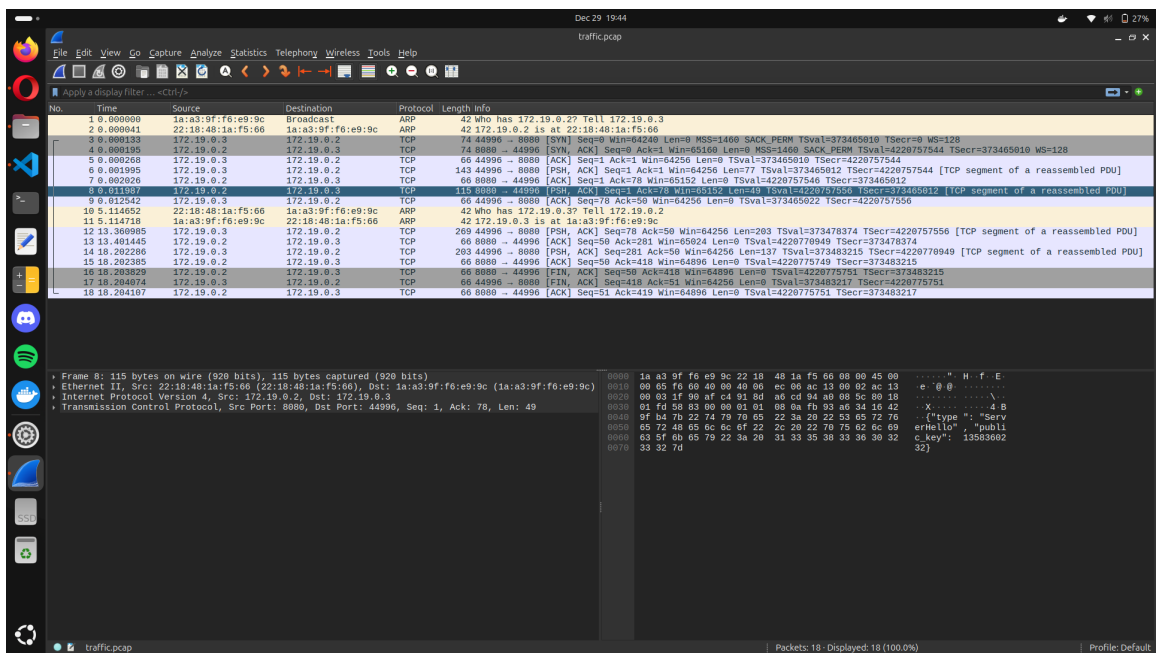 Dec 29 19:44
27%
traffic.pcap
File Edit View Go Capture Analyze Statistics Telephony Wireless Tools Help
Apply a display filter ... <Ctrl-/>
No. Time Source Destination Protocol Length Info
1 0.000000 1a:a3:9f:f6:e9:9c Broadcast ARP 42 Who has 172.19.0.2? Tell 172.19.0.3
2 0.000041 22:18:48:1a:f5:66 1a:a3:9f:f6:e9:9c ARP 42 172.19.0.2 is at 22:18:48:1a:f5:66
3 0.000133 172.19.0.3 172.19.0.2 TCP 74 44996 → 8080 [SYN] Seq=0 Win=64240 Len=0 MSS=1460 SACK_PERM TSval=373465010 TSecr=0 WS=128
4 0.000195 172.19.0.2 172.19.0.3 TCP 74 8080 → 44996 [SYN, ACK] Seq=0 Ack=1 Win=65160 Len=0 MSS=1460 SACK_PERM TSval=4220757544 TSecr=373465010 WS=128
5 0.000268 172.19.0.3 172.19.0.2 TCP 66 44996 → 8080 [ACK] Seq=1 Ack=1 Win=64256 Len=0 TSval=373465010 TSecr=4220757544
6 0.001995 172.19.0.3 172.19.0.2 TCP 143 44996 → 8080 [PSH, ACK] Seq=1 Ack=1 Win=64256 Len=77 TSval=373465012 TSecr=4220757544 [TCP segment of a reassembled PDU]
7 0.002026 172.19.0.2 172.19.0.3 TCP 66 8080 → 44996 [ACK] Seq=1 Ack=78 Win=65152 Len=0 TSval=4220757546 TSecr=373465012
8 0.011987 172.19.0.2 172.19.0.3 TCP 115 8080 → 44996 [PSH, ACK] Seq=1 Ack=78 Win=65152 Len=49 TSval=4220757556 TSecr=373465012 [TCP segment of a reassembled PDU]
9 0.012542 172.19.0.3 172.19.0.2 TCP 66 44996 → 8080 [ACK] Seq=78 Ack=50 Win=64256 Len=0 TSval=373465022 TSecr=4220757556
10 5.114652 22:18:48:1a:f5:66 1a:a3:9f:f6:e9:9c ARP 42 Who has 172.19.0.3? Tell 172.19.0.2
11 5.114718 1a:a3:9f:f6:e9:9c 22:18:48:1a:f5:66 ARP 42 172.19.0.3 is at 1a:a3:9f:f6:e9:9c
12 13.360985 172.19.0.3 172.19.0.2 TCP 269 44996 → 8080 [PSH, ACK] Seq=78 Ack=50 Win=64256 Len=203 TSval=373478374 TSecr=4220757556 [TCP segment of a reassembled PDU]
13 13.401445 172.19.0.2 172.19.0.3 TCP 66 8080 → 44996 [ACK] Seq=50 Ack=281 Win=65024 Len=0 TSval=4220770949 TSecr=373478374
14 18.202286 172.19.0.3 172.19.0.2 TCP 203 44996 → 8080 [PSH, ACK] Seq=281 Ack=50 Win=64256 Len=137 TSval=373483215 TSecr=4220770949 [TCP segment of a reassembled PDU]
15 18.202385 172.19.0.2 172.19.0.3 TCP 66 8080 → 44996 [ACK] Seq=50 Ack=418 Win=64896 Len=0 TSval=4220775749 TSecr=373483215
16 18.203829 172.19.0.2 172.19.0.3 TCP 66 8080 → 44996 [FIN, ACK] Seq=50 Ack=418 Win=64896 Len=0 TSval=4220775751 TSecr=373483215
17 18.204074 172.19.0.3 172.19.0.2 TCP 66 44996 → 8080 [FIN, ACK] Seq=418 Ack=51 Win=64256 Len=0 TSval=373483217 TSecr=4220775751
18 18.204107 172.19.0.2 172.19.0.3 TCP 66 8080 → 44996 [ACK] Seq=51 Ack=419 Win=64896 Len=0 TSval=4220775751 TSecr=373483217
Frame 8: 115 bytes on wire (920 bits), 115 bytes captured (920 bits)
Ethernet II, Src: 22:18:48:1a:f5:66 (22:18:48:1a:f5:66), Dst: 1a:a3:9f:f6:e9:9c (1a:a3:9f:f6:e9:9c)
Internet Protocol Version 4, Src: 172.19.0.2, Dst: 172.19.0.3
Transmission Control Protocol, Src Port: 8080, Dst Port: 44996, Seq: 1, Ack: 78, Len: 49
0000 1a a3 9f f6 e9 9c 22 18 48 1a f5 66 08 00 45 00 ······"· H··f··E·
0010 00 65 f6 60 40 00 40 06 ec 06 ac 13 00 02 ac 13 ·e·`@·@· ········
0020 00 03 1f 90 af c4 91 8d a6 cd 94 a0 08 5c 80 18 ········ ·····\··
0030 01 fd 58 83 00 00 01 01 08 0a fb 93 a6 34 16 42 ··X····· ·····4·B
0040 9f b4 7b 22 74 79 70 65 22 3a 20 22 53 65 72 76 ··{"type ": "Serv
0050 65 72 48 65 6c 6c 6f 22 2c 20 22 70 75 62 6c 69 erHello" , "publi
0060 63 5f 6b 65 79 22 3a 20 31 33 35 38 33 36 30 32 c_key": 13583602
0070 33 32 7d 32}
SSD
traffic.pcap
Packets: 18 · Displayed: 18 (100.0%)
Profile: Default